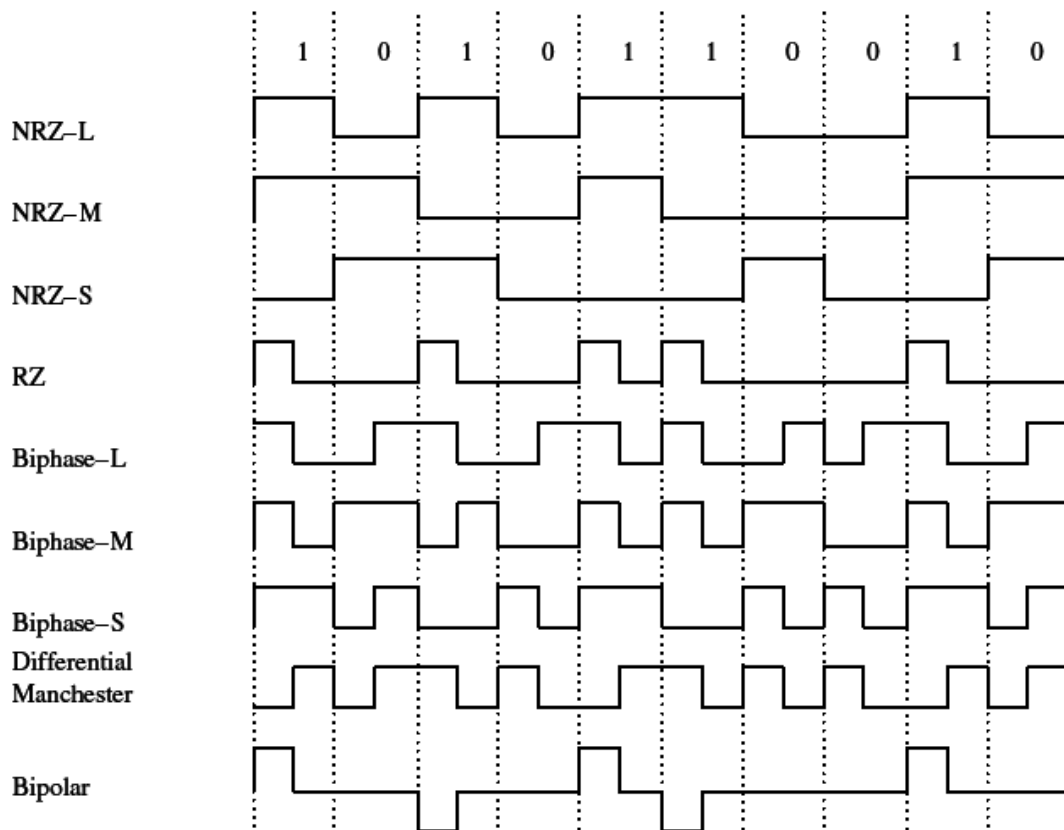 1 0 1 0 1 1 0 0 1 0
NRZ–L
NRZ–M
NRZ–S
RZ
Biphase–L
Biphase–M
Biphase–S
Differential
Manchester
Bipolar